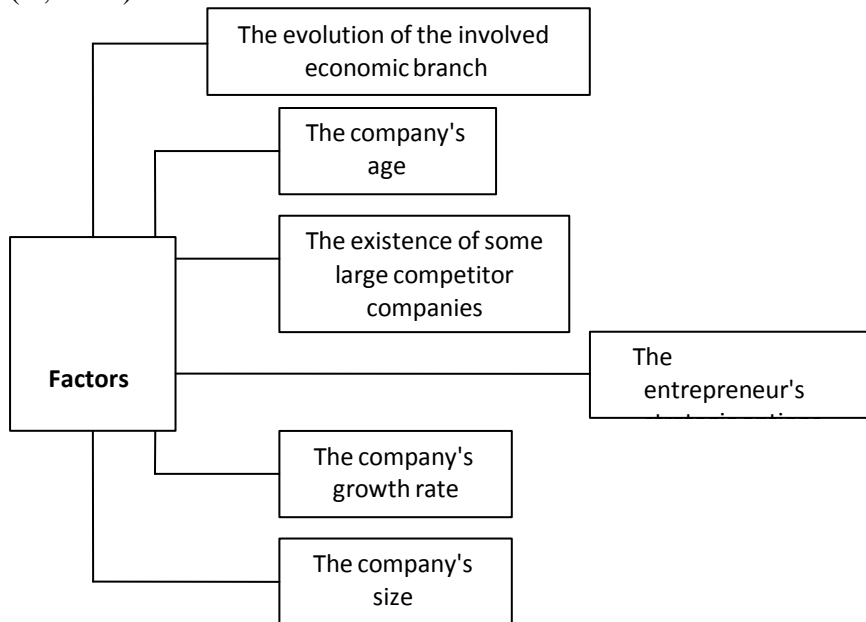 The evolution of the involved
economic branch
The company's
age
The existence of some
large competitor
companies
Factors
The
entrepreneur's
The company's
growth rate
The company's
size